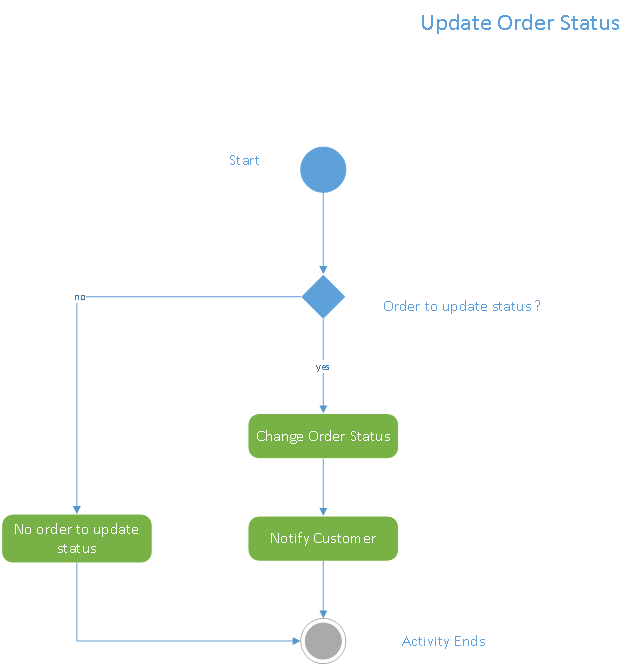 Update Order Status
Start
no
Order to update status ?
yes
Change Order Status
No order to update
status
Notify Customer
Activity Ends